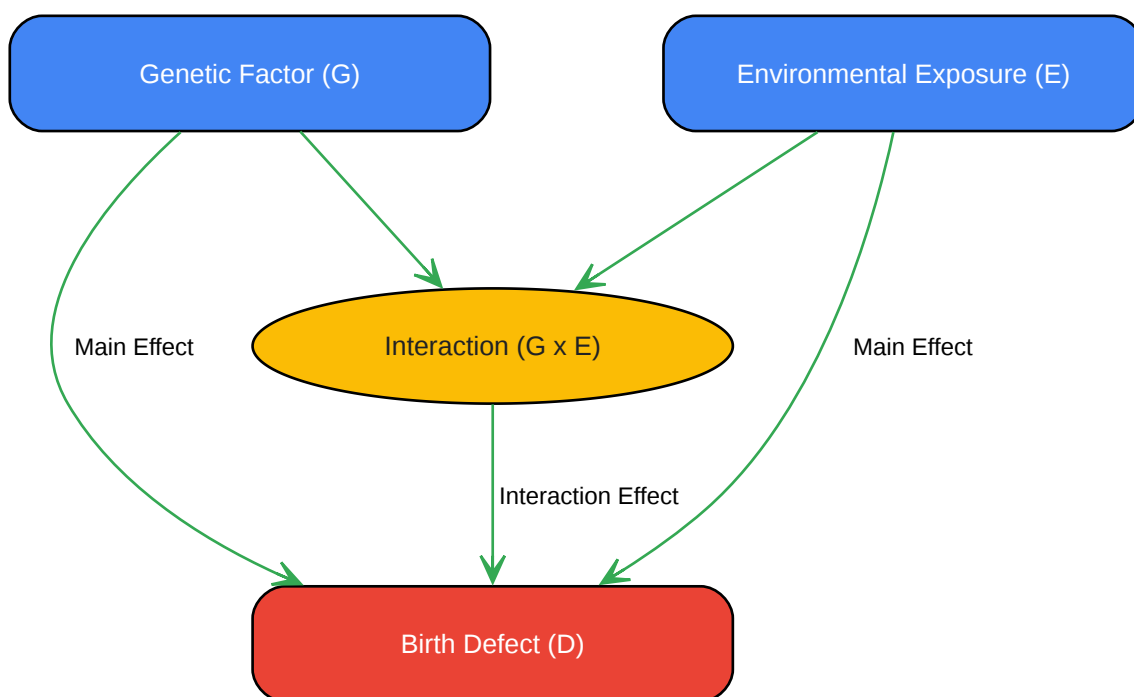 Genetic Factor (G)
Environmental Exposure (E)
Main Effect
Interaction (G x E)
Main Effect
Interaction Effect
Birth Defect (D)